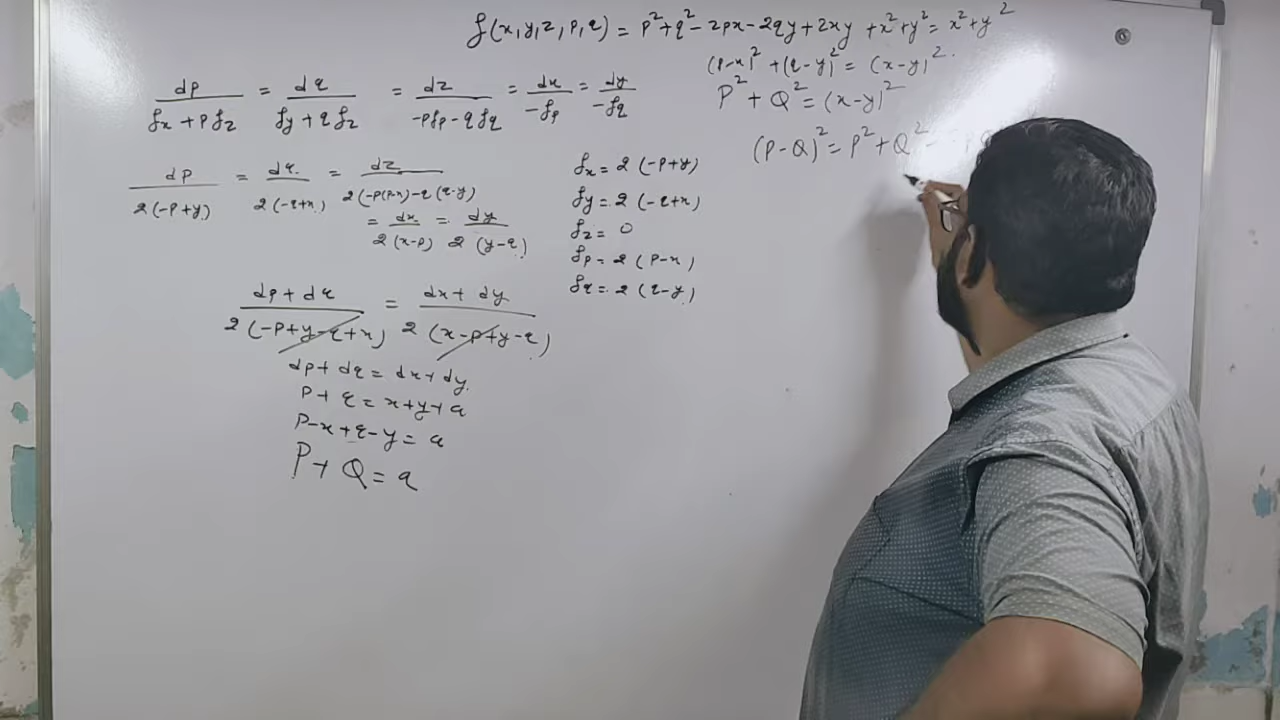 f(x,y,z,p,q) = p²+q²-2px-2qy+2xy +x²+y² = x²+y²
(p-x)² + (q-y)² = (x-y)².
P² + Q² = (x-y)²
(P-Q)² = P²+Q² -
dp/(fx + pfz) = dq/(fy + qfz) = dz/(-pfp - qfq) = dx/-fp = dy/-fq
dp/2(-p+y) = dq/2(-q+x) = dz/2(-p(p-x)-q(q-y)
= dx/2(x-p) = dy/2(y-q)
fx = 2(-p+y)
fy = 2(-q+x)
fz = 0
fp = 2(p-x)
fq = 2(q-y)
dp+dq/2(-p+y-q+x) = dx+dy/2(x-p+y-q)
dp+dq = dx+dy
p+q = x+y+a
p-x+q-y = a
P+Q = a